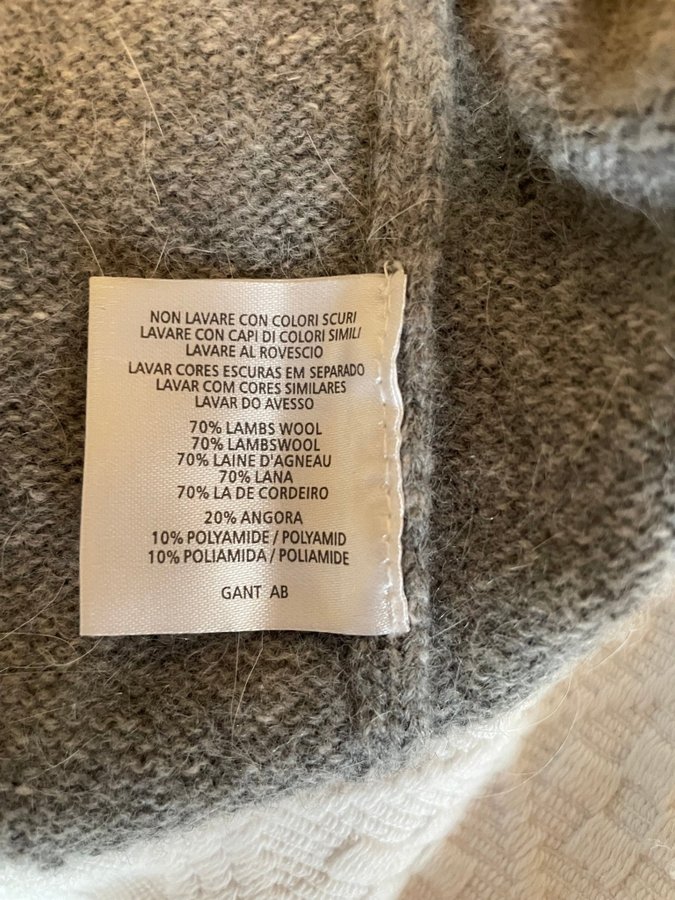 NON LAVARE CON COLORI SCURI
LAVARE CON CAPI DI COLORI SIMILI
LAVARE AL ROVESCIO
LAVAR CORES ESCURAS EM SEPARADO
LAVAR COM CORES SIMILARES
LAVAR DO AVESSO
70% LAMBS WOOL
70% LAMBSWOOL
70% LAINE D'AGNEAU
70% LANA
70% LA DE CORDEIRO
20% ANGORA
10% POLYAMIDE / POLYAMID
10% POLIAMIDA / POLIAMIDE
GANT AB